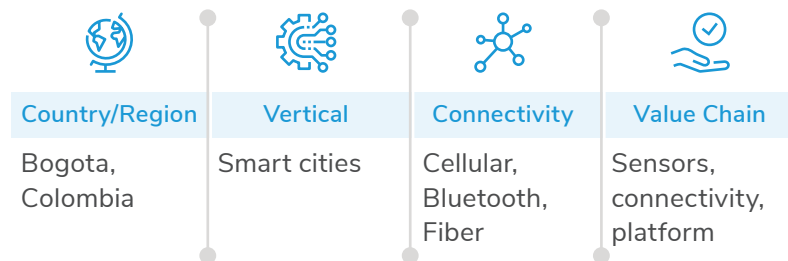 Country/Region
Vertical
Connectivity
Value Chain
Bogota,
Colombia
Smart cities
Cellular,
Bluetooth,
Fiber
Sensors,
connectivity,
platform